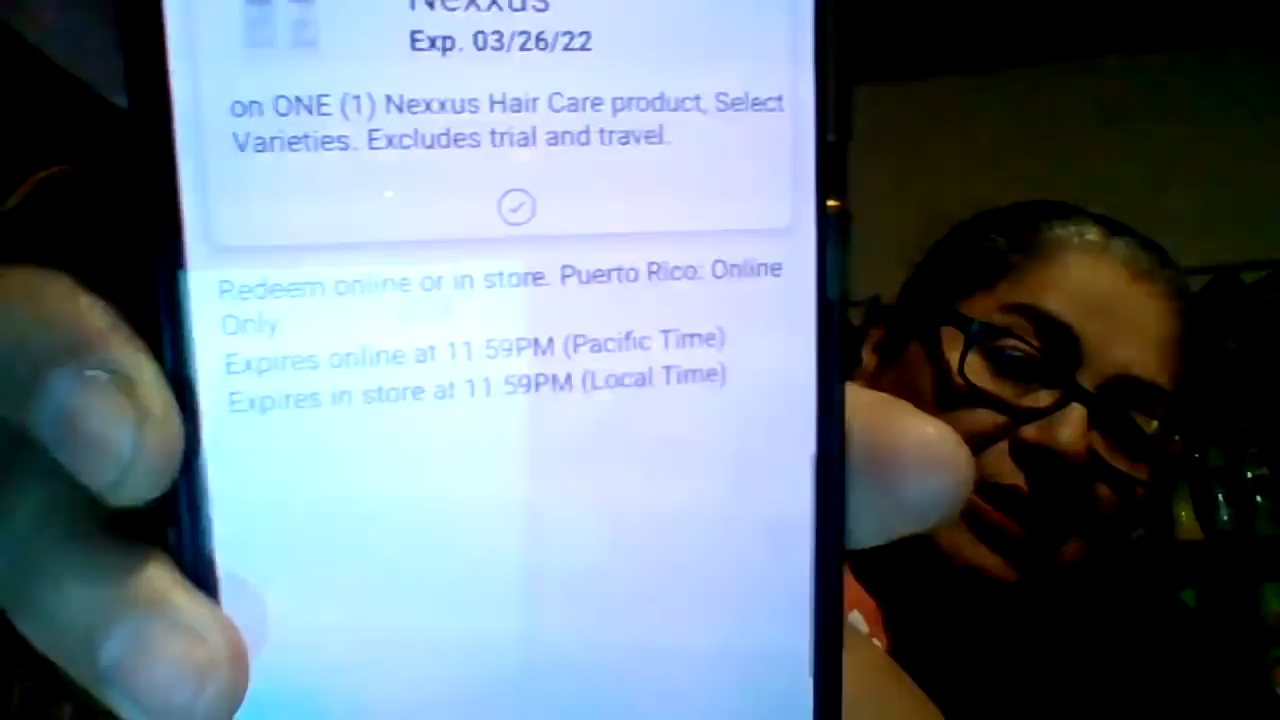 Nexxus
Exp. 03/26/22
on ONE (1) Nexxus Hair Care product, Select
Varieties. Excludes trial and travel.
Redeem online or in store. Puerto Rico: Online
Only
Expires online at 11:59PM (Pacific Time)
Expires in store at 11:59PM (Local Time)